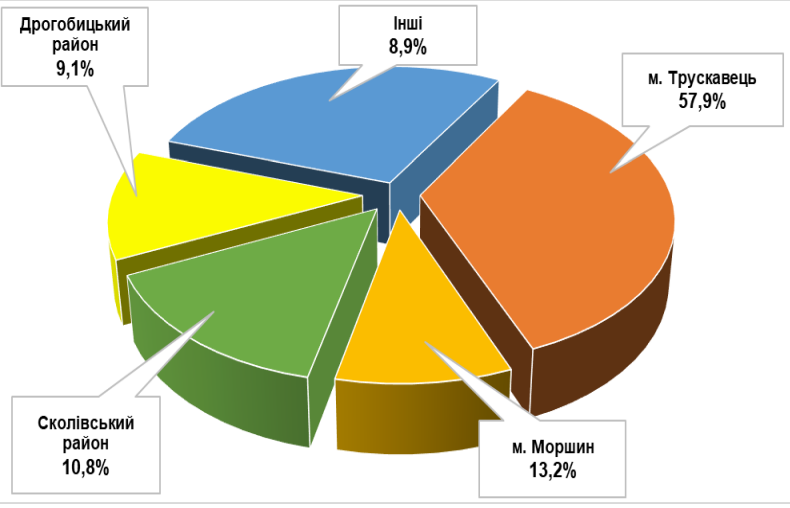 Дрогобицький
район
9,1%
Інші
8,9%
м. Трускавець
57,9%
Сколівський
район
10,8%
м. Моршин
13,2%